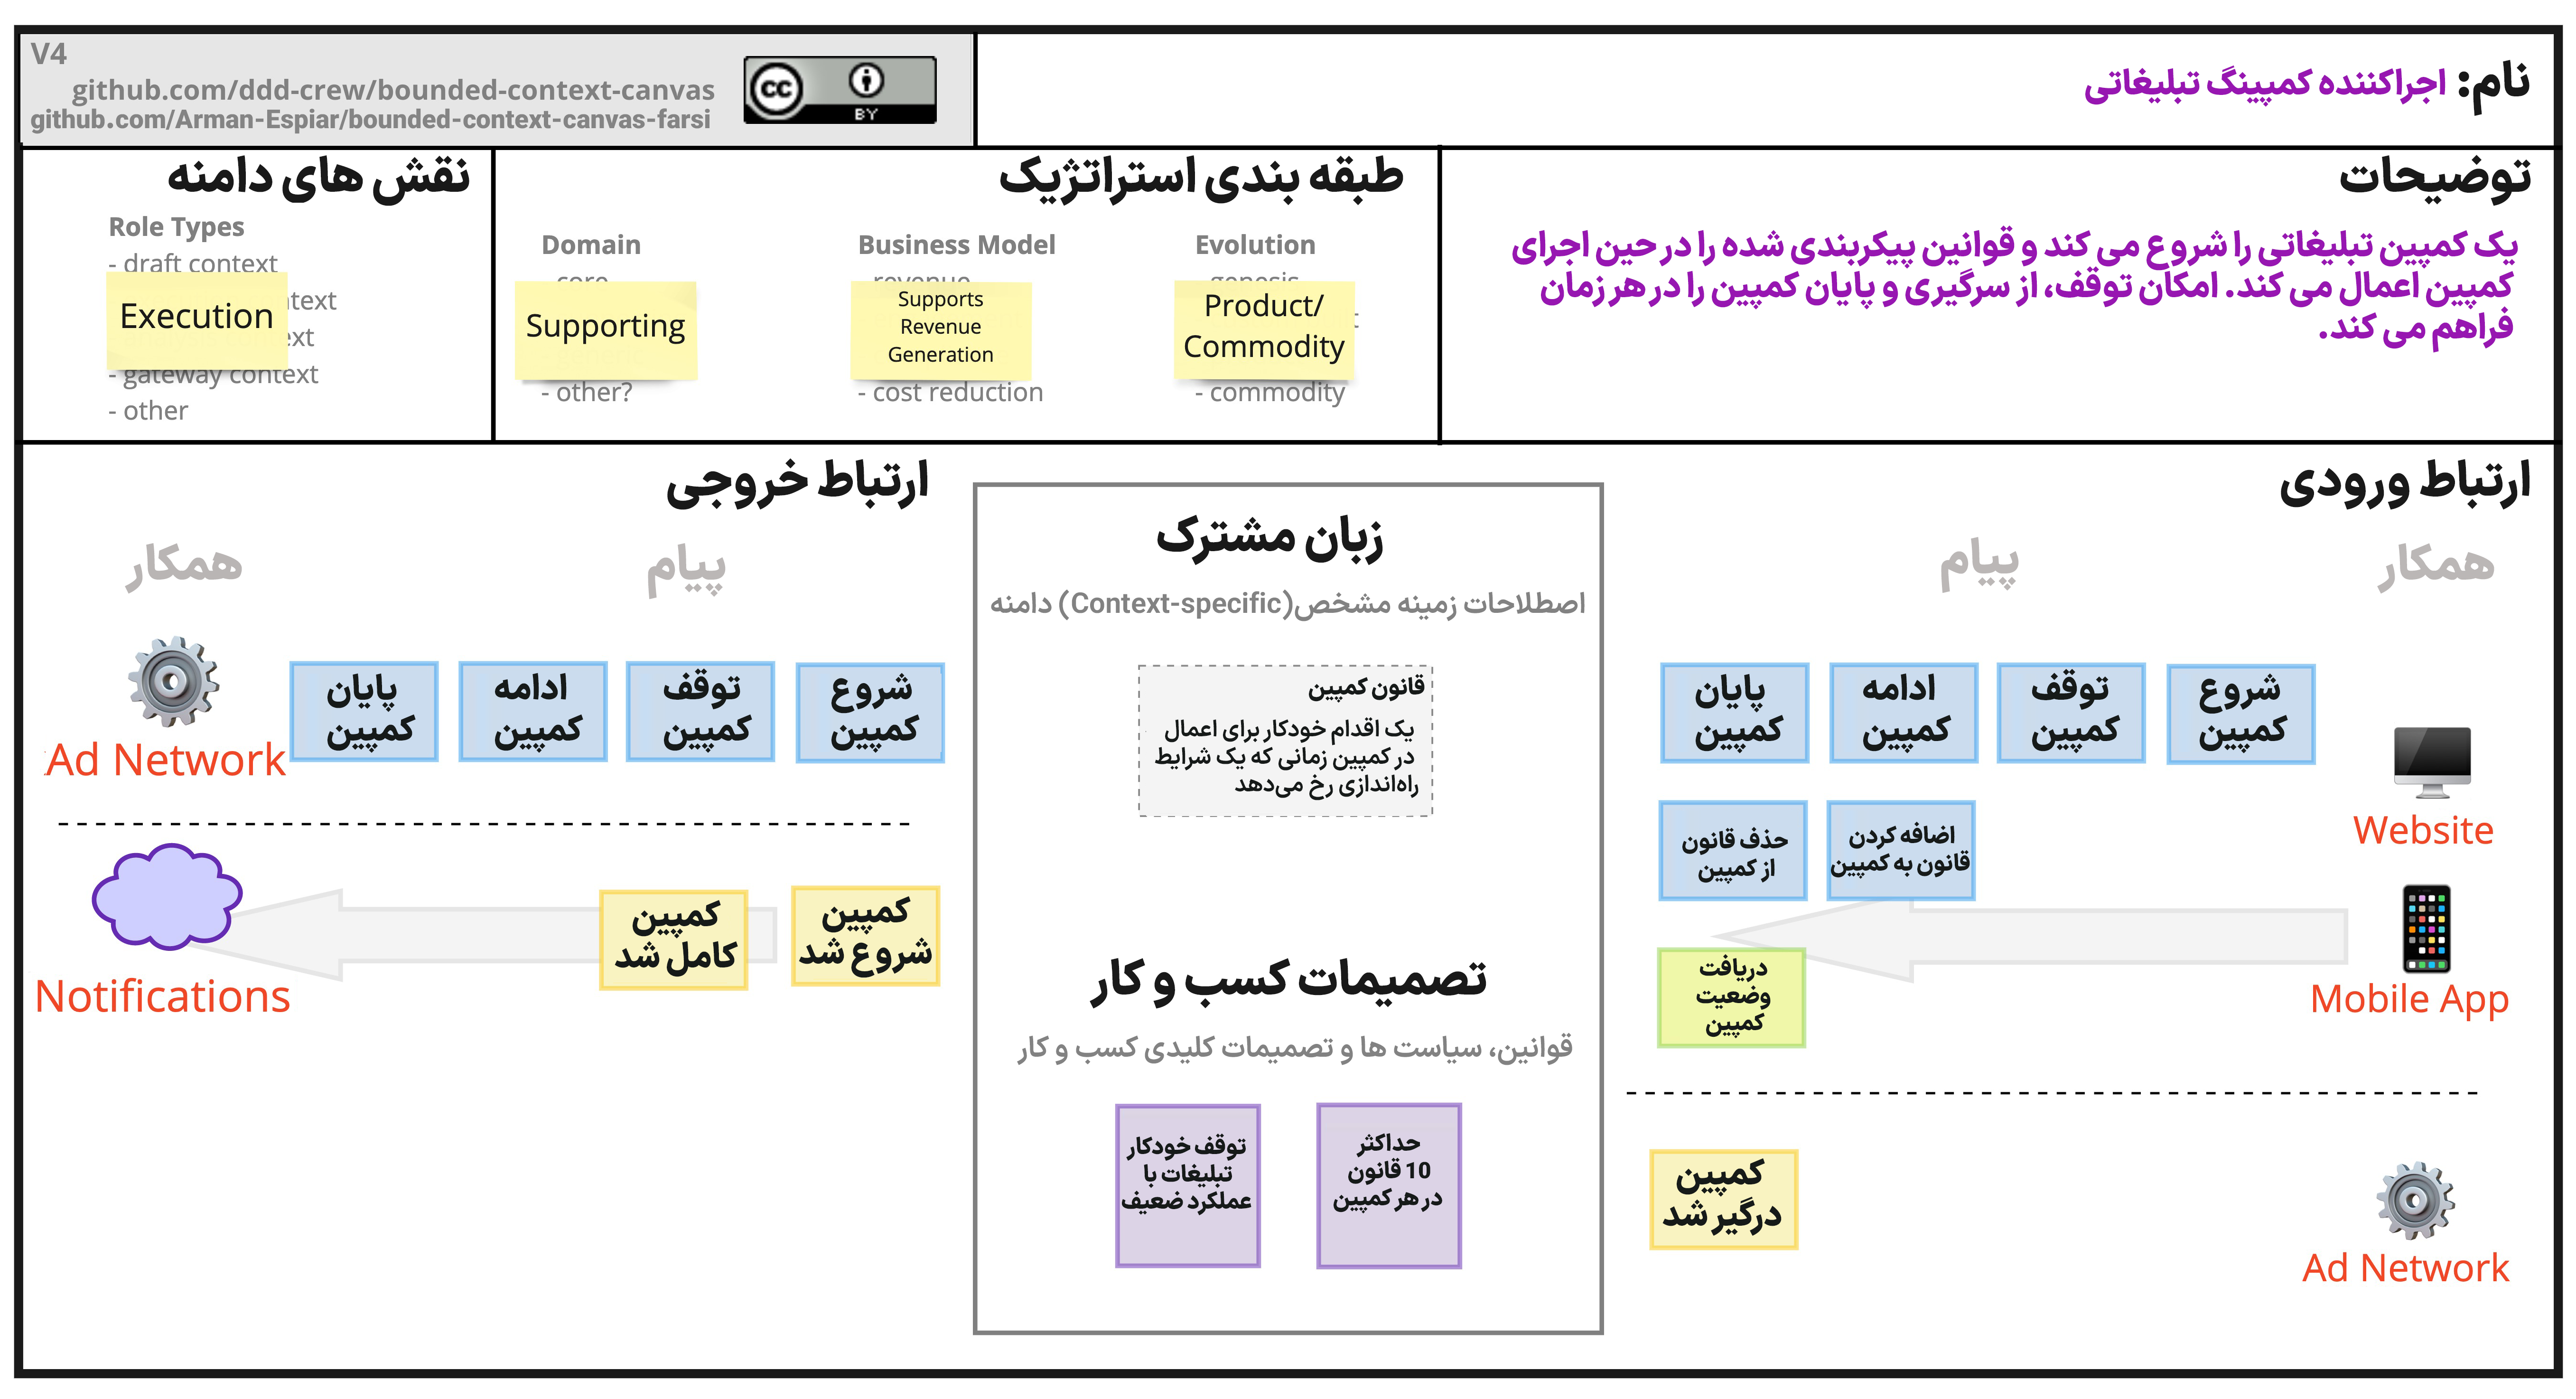 V4
github.com/ddd-crew/bounded-context-canvas
github.com/Arman-Espiar/bounded-context-canvas-farsi
cc
BY
نام: اجراکننده کمپینگ تبلیغاتی
توضیحات
یک کمپین تبلیغاتی را شروع می کند و قوانین پیکربندی شده را در حین اجرای
کمپین اعمال می کند. امکان توقف، از سرگیری و پایان کمپین را در هر زمان
فراهم می کند.
طبقه بندی استراتژیک
Domain
- core
Supporting
- other?
Business Model
- revenue
Supports
Revenue
Generation
- cost reduction
Evolution
- genesis
Product/
Commodity
- commodity
نقش های دامنه
Role Types
- draft context
Execution
- gateway context
- other
ارتباط ورودی
همکار
پیام
شروع
کمپین
توقف
کمپین
ادامه
کمپین
پایان
کمپین
Website
اضافه کردن
قانون به کمپین
حذف قانون
از کمپین
Mobile App
دریافت
وضعیت
کمپین
کمپین
درگیر شد
Ad Network
زبان مشترک
اصطلاحات زمینه مشخص(Context-specific) دامنه
قانون کمپین
یک اقدام خودکار برای اعمال
در کمپین زمانی که یک شرایط
راه‌اندازی رخ می‌دهد
تصمیمات کسب و کار
قوانین، سیاست ها و تصمیمات کلیدی کسب و کار
حداکثر
10 قانون
در هر کمپین
توقف خودکار
تبلیغات با
عملکرد ضعیف
ارتباط خروجی
پیام
همکار
شروع
کمپین
توقف
کمپین
ادامه
کمپین
پایان
کمپین
Ad Network
کمپین
شروع شد
کمپین
کامل شد
Notifications